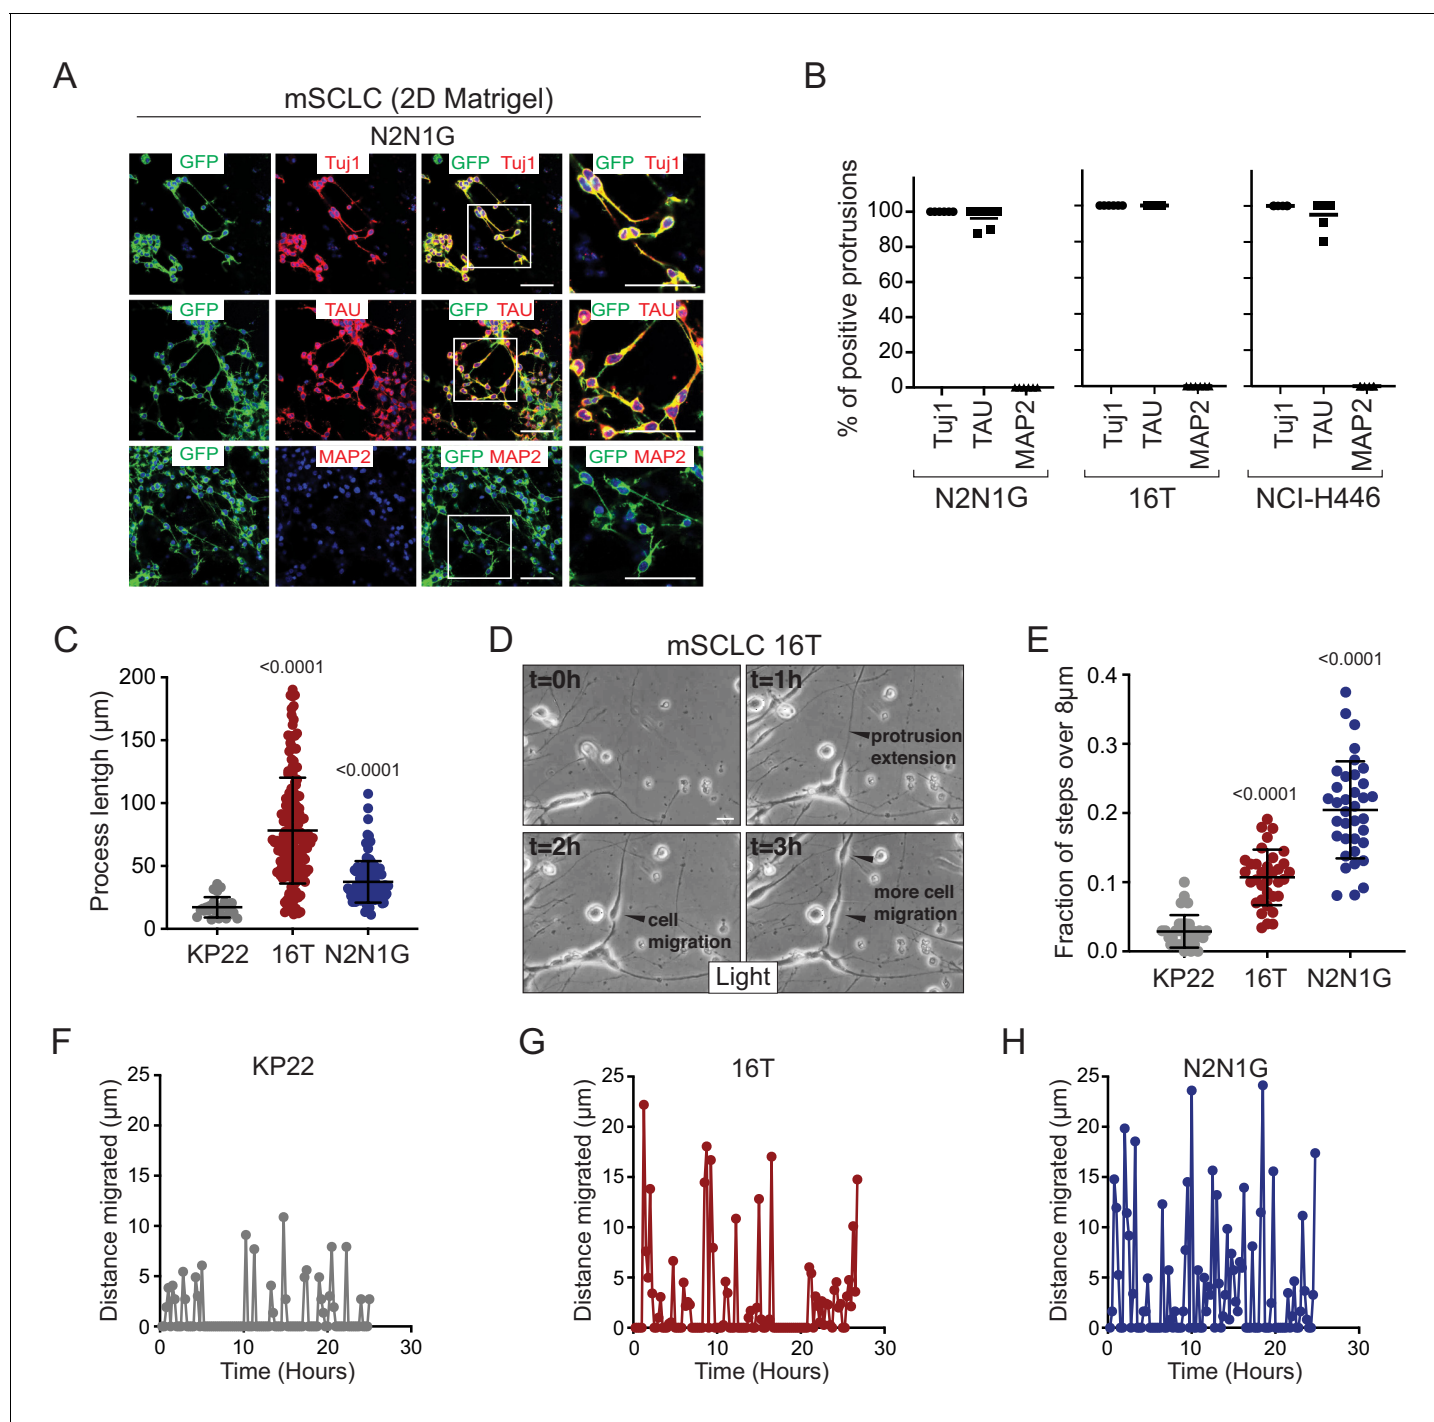 A
mSCLC (2D Matrigel)
N2N1G
GFP
Tuj1
GFP Tuj1
GFP Tuj1
GFP
TAU
GFP TAU
GFP TAU
GFP
MAP2
GFP MAP2
GFP MAP2
B
% of positive protrusions
100
80
60
40
20
0
Tuj1
TAU
MAP2
Tuj1
TAU
MAP2
Tuj1
TAU
MAP2
N2N1G
16T
NCI-H446
C
Process lentgh (µm)
200
150
100
50
0
<0.0001
<0.0001
KP22
16T
N2N1G
D
mSCLC 16T
t=0h
t=1h
protrusion
extension
t=2h
cell
migration
t=3h
more cell
migration
Light
E
Fraction of steps over 8µm
0.4
0.3
0.2
0.1
0.0
<0.0001
<0.0001
KP22
16T
N2N1G
F
KP22
Distance migrated (µm)
25
20
15
10
5
0
0
10
20
30
Time (Hours)
G
16T
Distance migrated (µm)
25
20
15
10
5
0
0
10
20
30
Time (Hours)
H
N2N1G
Distance migrated (µm)
25
20
15
10
5
0
0
10
20
30
Time (Hours)